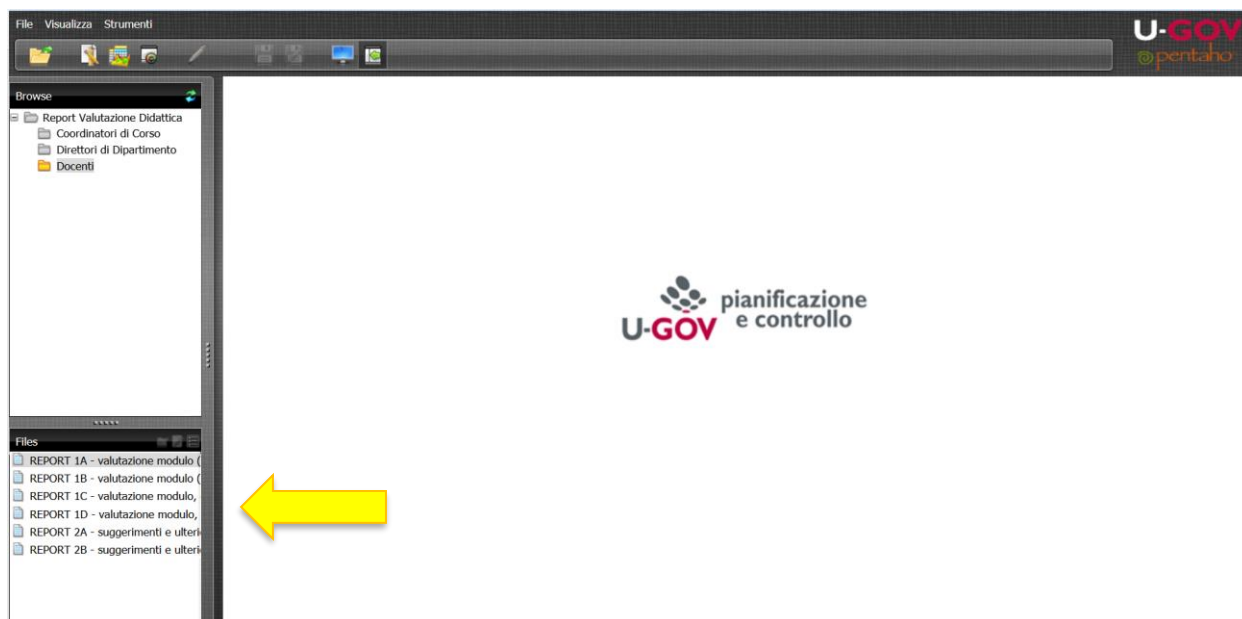 File Visualizza Strumenti
U-GOV
pentaho
Browse
Report Valutazione Didattica
Coordinatori di Corso
Direttori di Dipartimento
Docenti
pianificazione
e controllo
U-GOV
Files
REPORT 1A - valutazione modulo (
REPORT 1B - valutazione modulo (
REPORT 1C - valutazione modulo,
REPORT 1D - valutazione modulo,
REPORT 2A - suggerimenti e ulteri
REPORT 2B - suggerimenti e ulteri